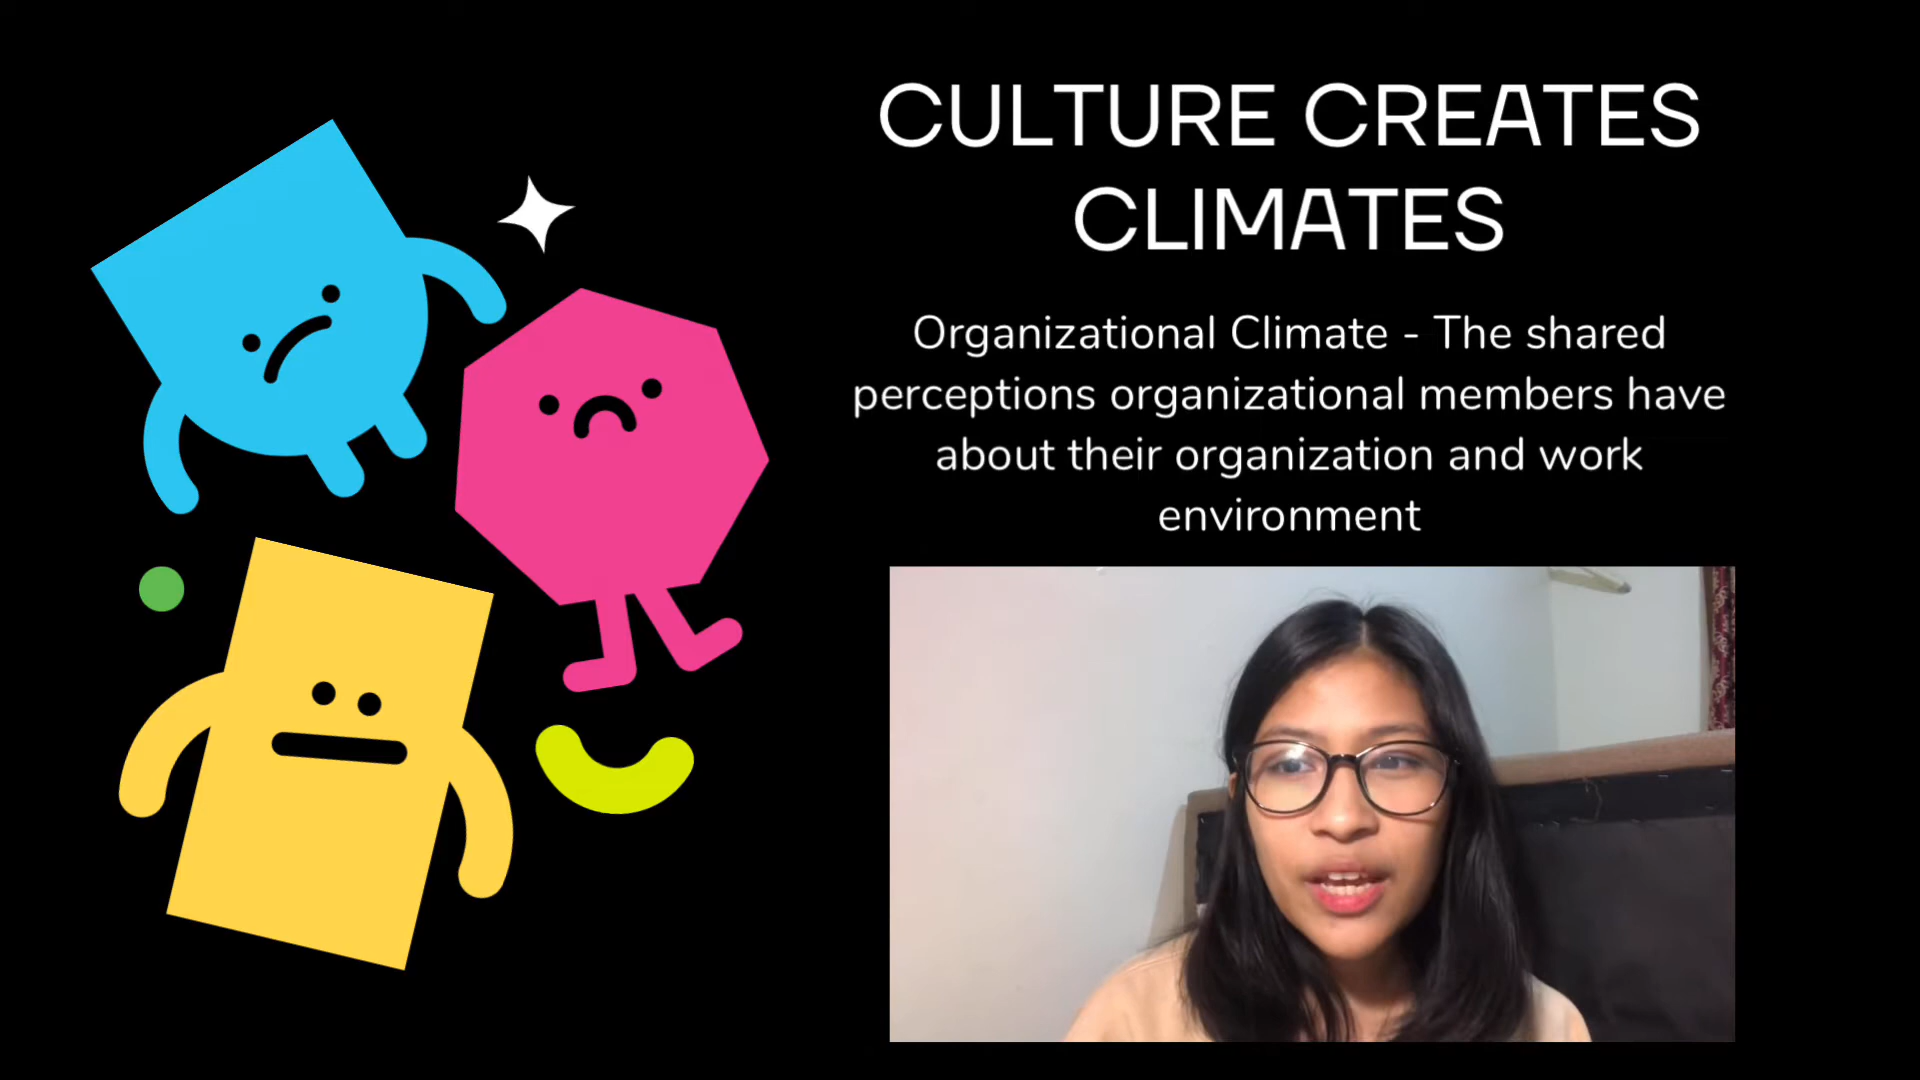 CULTURE CREATES
CLIMATES
Organizational Climate - The shared
perceptions organizational members have
about their organization and work
environment